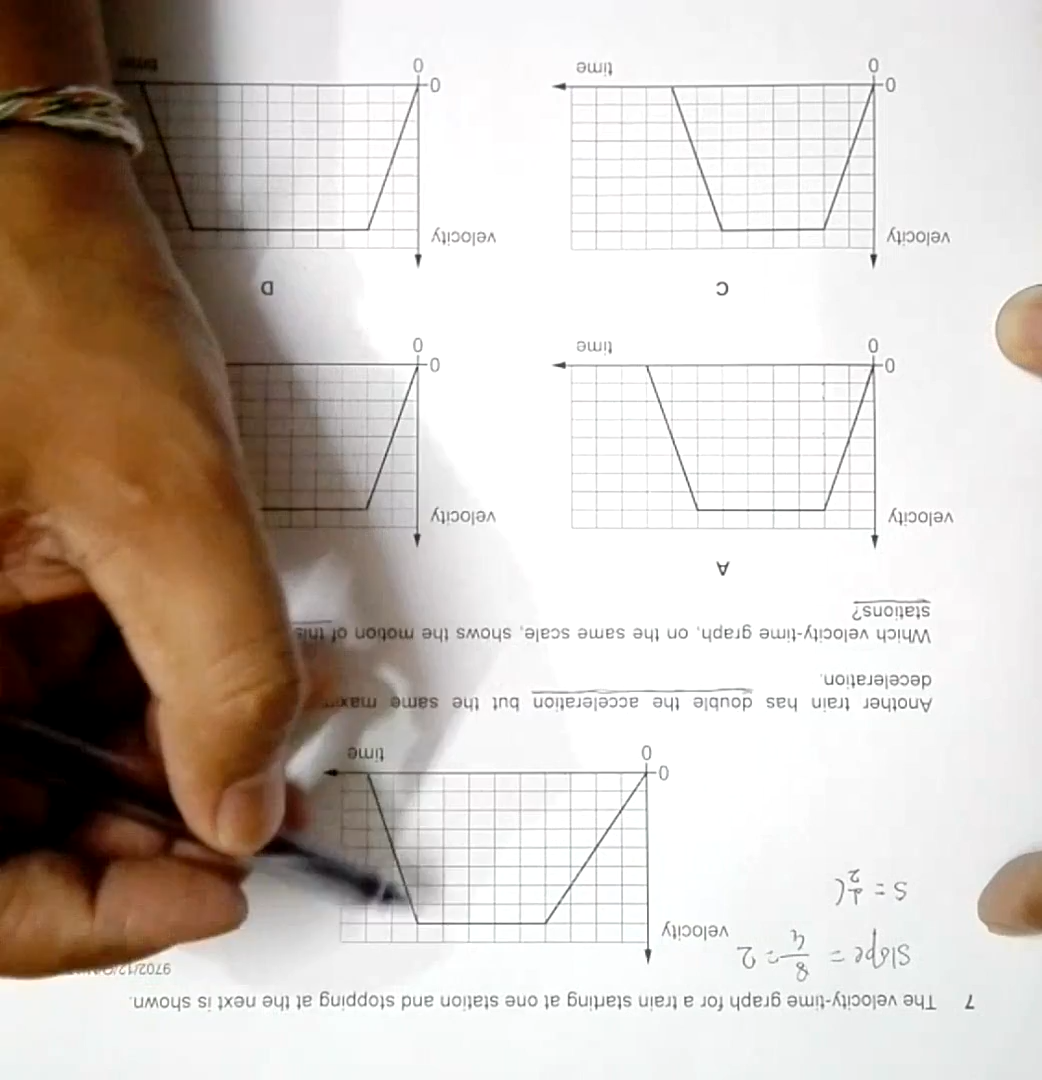 7 The velocity-time graph for a train starting at one station and stopping at the next is shown.
9702/12/O
slope = 8/4 = 2
s = 1/2 (
velocity
0
0
time
Another train has double the acceleration but the same
deceleration.
Which velocity-time graph, on the same scale, shows the motion of this
stations?
A
velocity
0
0
time
velocity
0
0
C
velocity
0
0
time
D
velocity
0
0
time